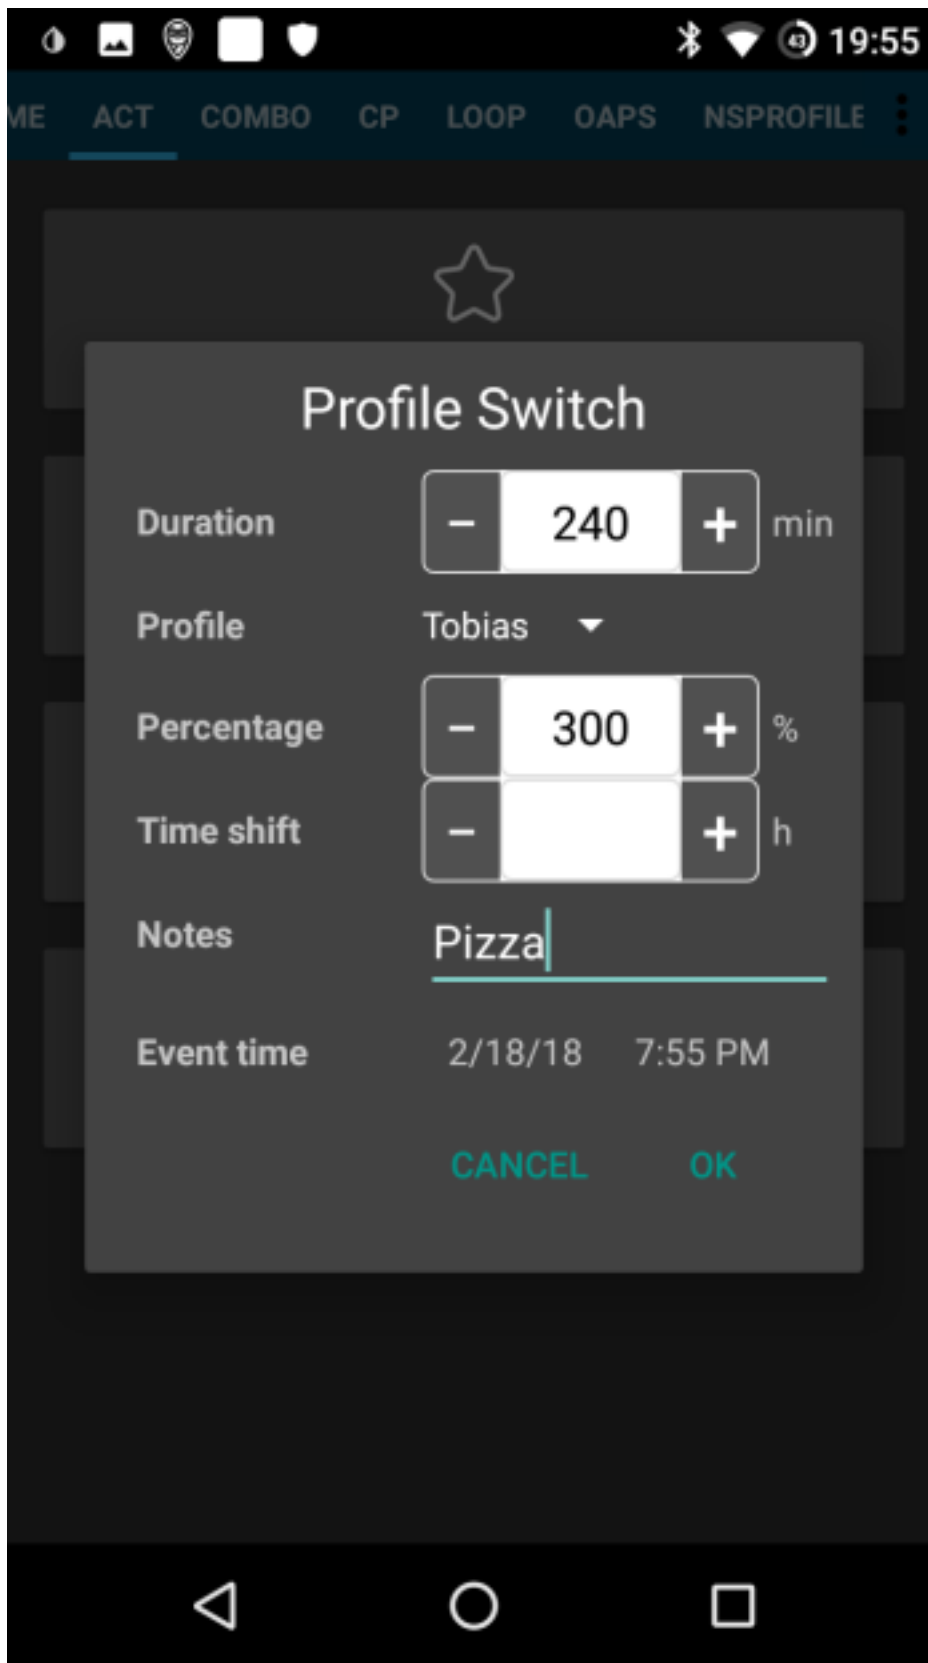 43 19:55
ME ACT COMBO CP LOOP OAPS NSPROFILE
Profile Switch
Duration − 240 + min
Profile Tobias
Percentage − 300 + %
Time shift − + h
Notes Pizza
Event time 2/18/18 7:55 PM
CANCEL OK